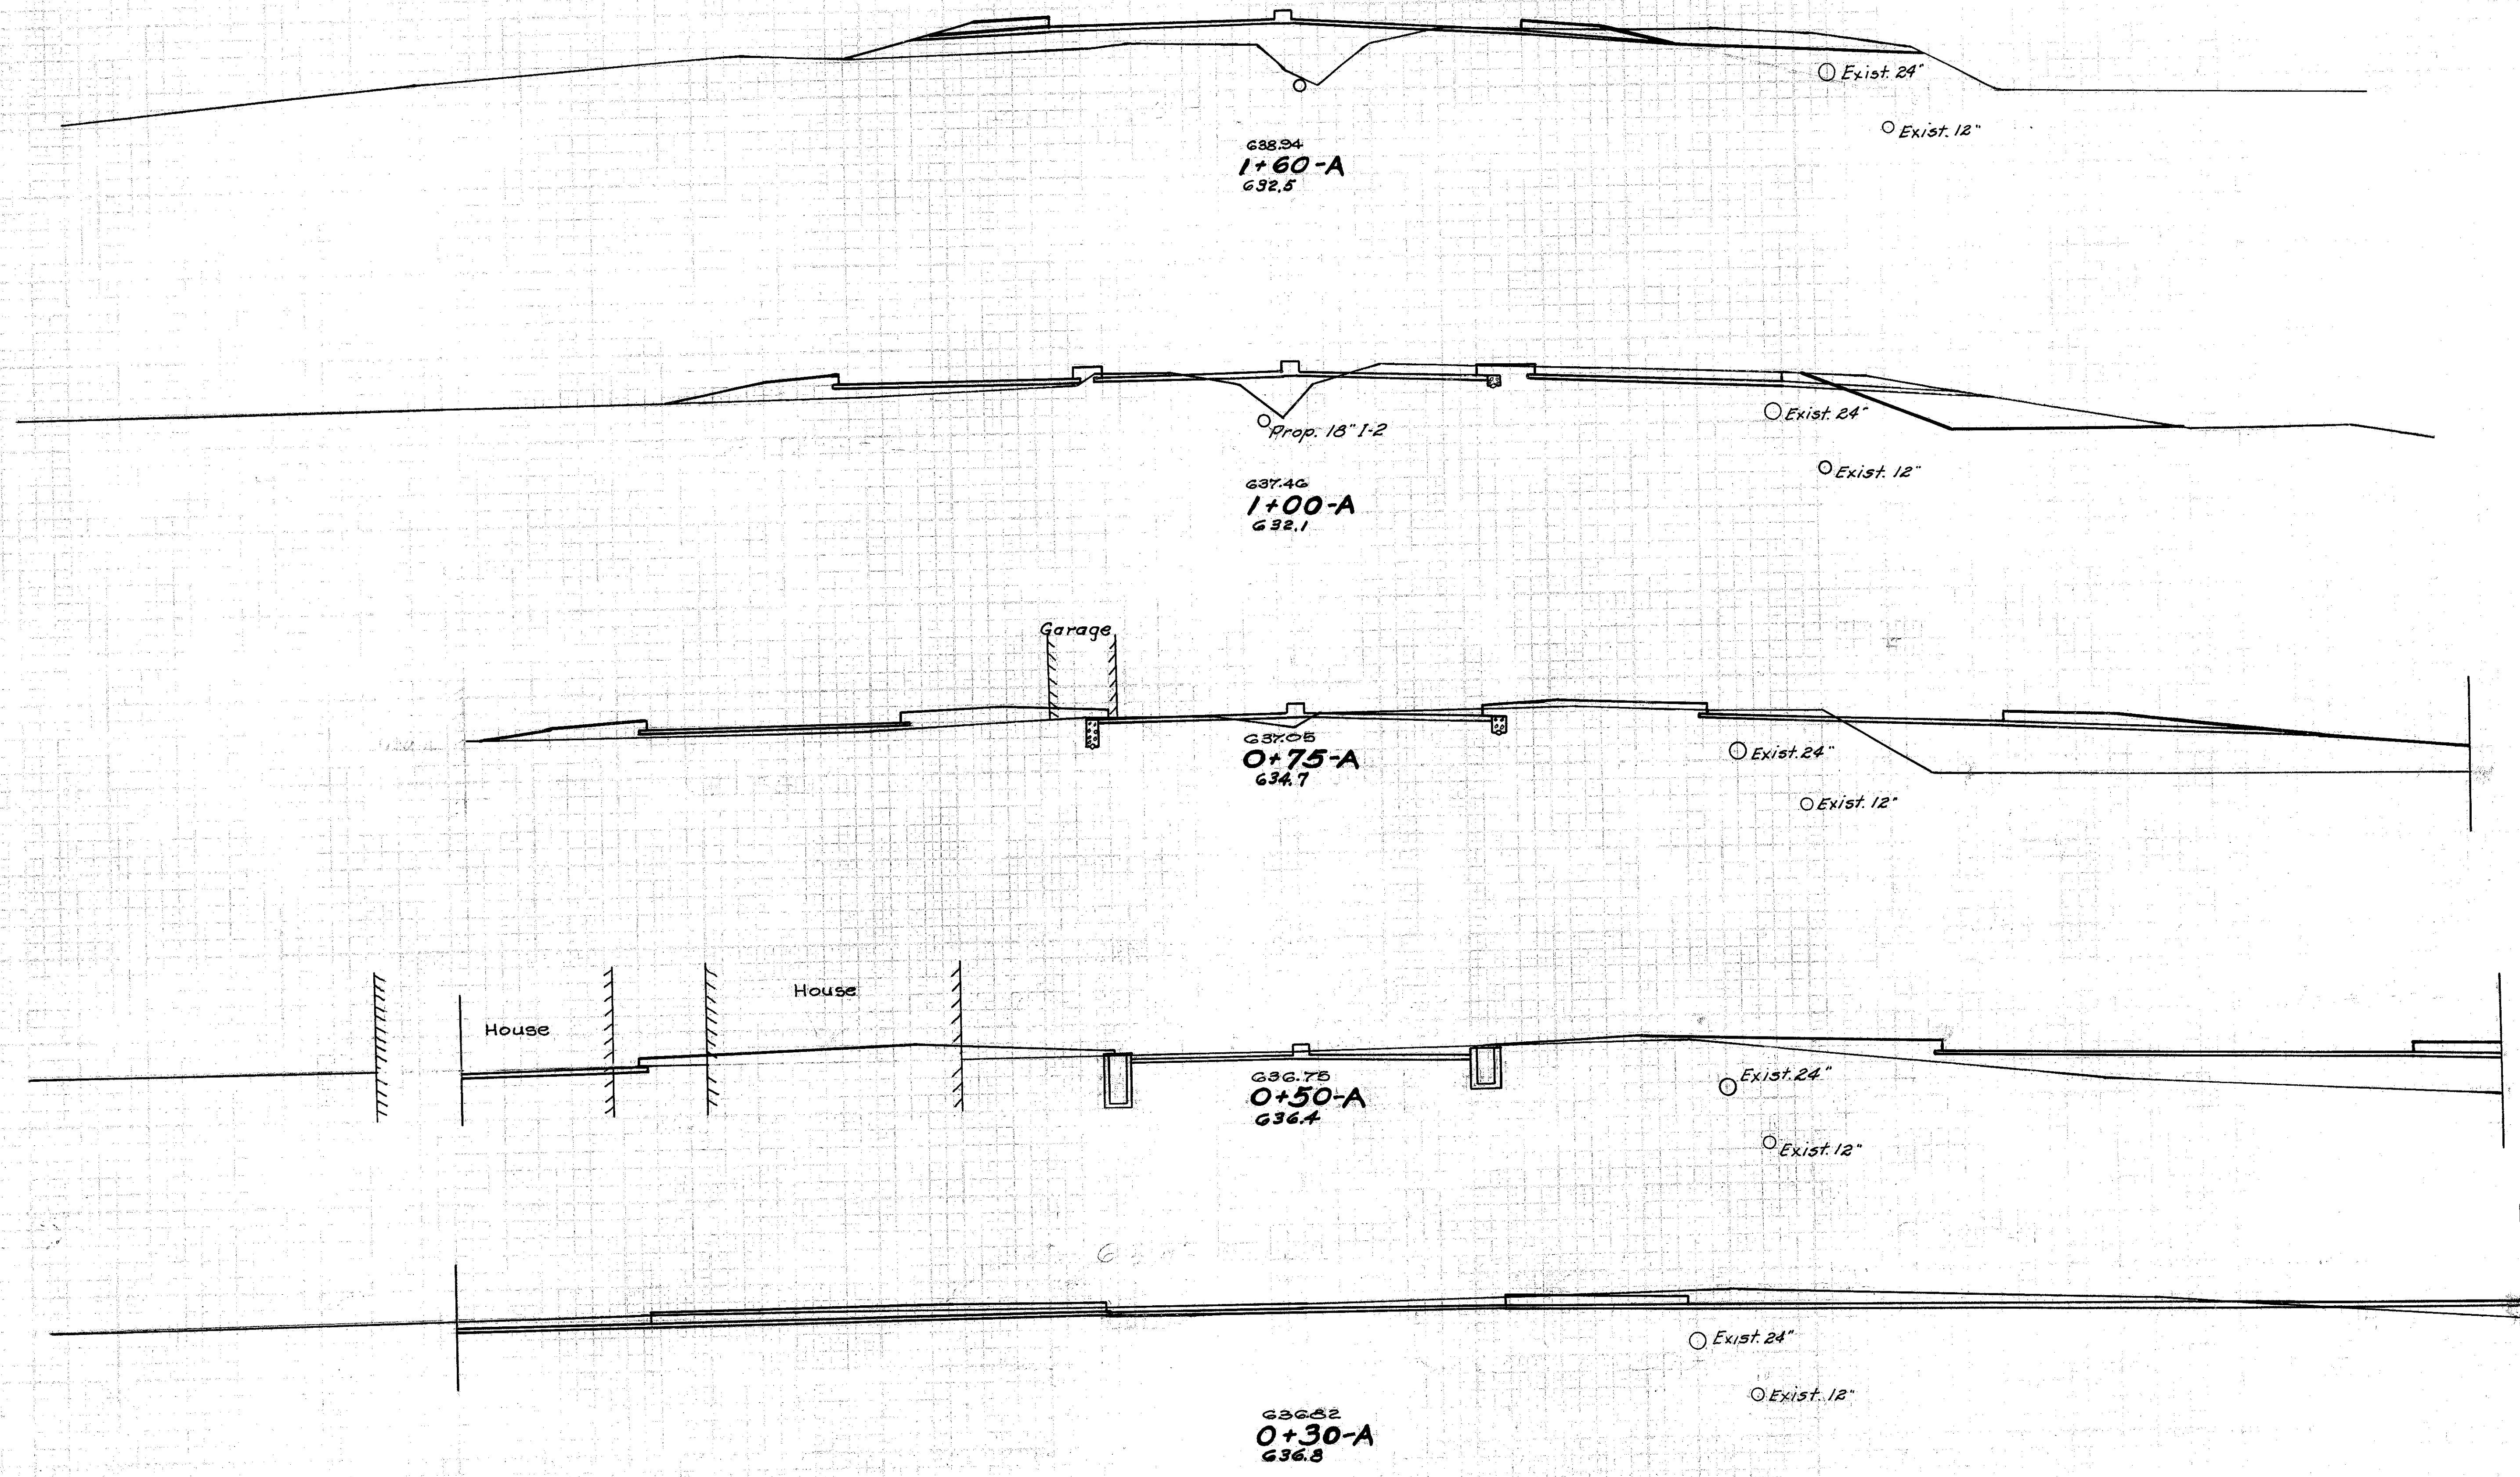 Exist. 24"
Exist. 12"
638.94
1+60-A
632.5
Exist. 24"
Prop. 18" I-2
Exist. 12"
637.46
1+00-A
632.1
Garage
637.05
0+75-A
634.7
Exist. 24"
Exist. 12"
House
House
636.75
0+50-A
636.4
Exist. 24"
Exist. 12"
Exist. 24"
Exist. 12"
636.82
0+30-A
636.8